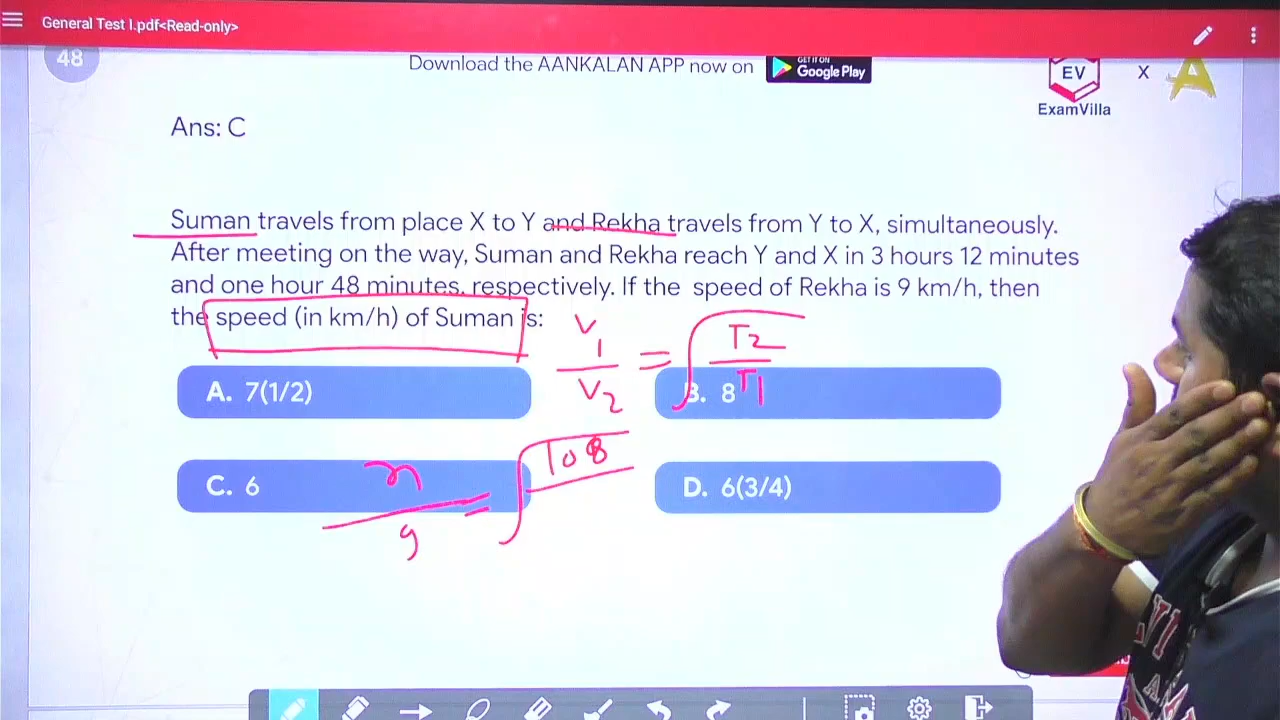 General Test I.pdf<Read-only>
48
Download the AANKALAN APP now on
GET IT ON
Google Play
EV
X
A
ExamVilla
Ans: C
Suman travels from place X to Y and Rekha travels from Y to X, simultaneously.
After meeting on the way, Suman and Rekha reach Y and X in 3 hours 12 minutes
and one hour 48 minutes, respectively. If the speed of Rekha is 9 km/h, then
the speed (in km/h) of Suman is:
V1/V2 = √T2/T1
A. 7(1/2)
B. 8
C. 6
D. 6(3/4)
x/9 = √108